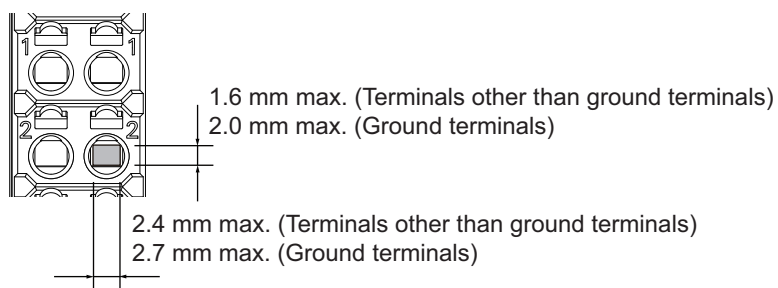 1 1
1.6 mm max. (Terminals other than ground terminals)
2.0 mm max. (Ground terminals)
2 2
2.4 mm max. (Terminals other than ground terminals)
2.7 mm max. (Ground terminals)